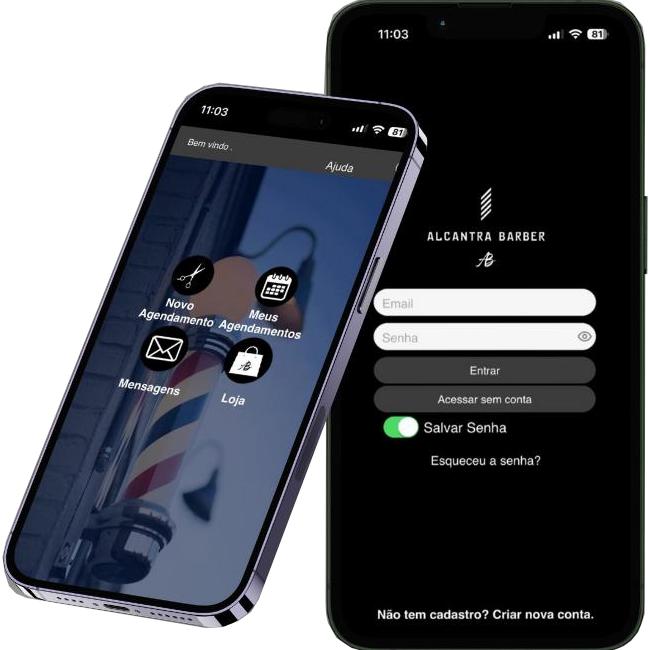 11:03
81
Bem vindo .
Ajuda
Novo
Agendamento
Meus
Agendamentos
Mensagens
Loja
11:03
81
ALCANTRA BARBER
AB
Email
Senha
Entrar
Acessar sem conta
Salvar Senha
Esqueceu a senha?
Não tem cadastro? Criar nova conta.